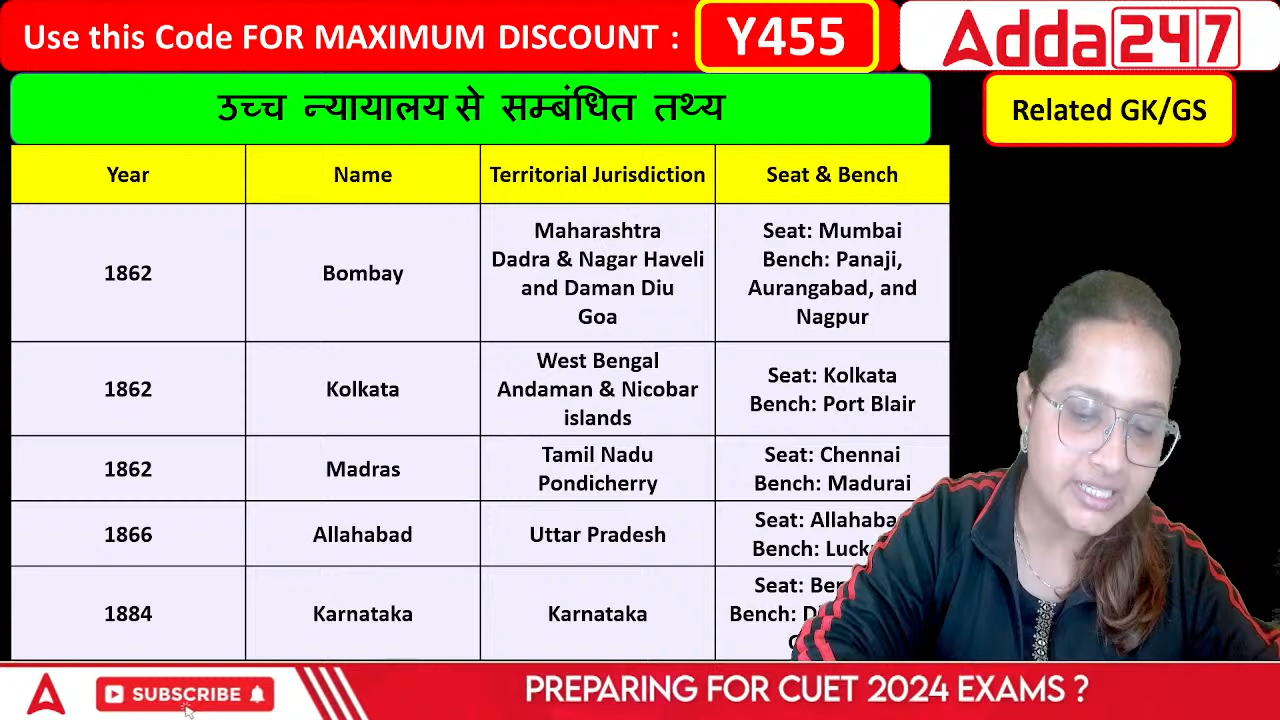 Use this Code FOR MAXIMUM DISCOUNT :
Y455
Adda247
उच्च न्यायालय से सम्बंधित तथ्य
Related GK/GS
Year
Name
Territorial Jurisdiction
Seat & Bench
1862
Bombay
Maharashtra
Dadra & Nagar Haveli
and Daman Diu
Goa
Seat: Mumbai
Bench: Panaji,
Aurangabad, and
Nagpur
1862
Kolkata
West Bengal
Andaman & Nicobar
islands
Seat: Kolkata
Bench: Port Blair
1862
Madras
Tamil Nadu
Pondicherry
Seat: Chennai
Bench: Madurai
1866
Allahabad
Uttar Pradesh
Seat:
Bench:
1884
Karnataka
Karnataka
Seat:
Bench:
SUBSCRIBE
PREPARING FOR CUET 2024 EXAMS ?